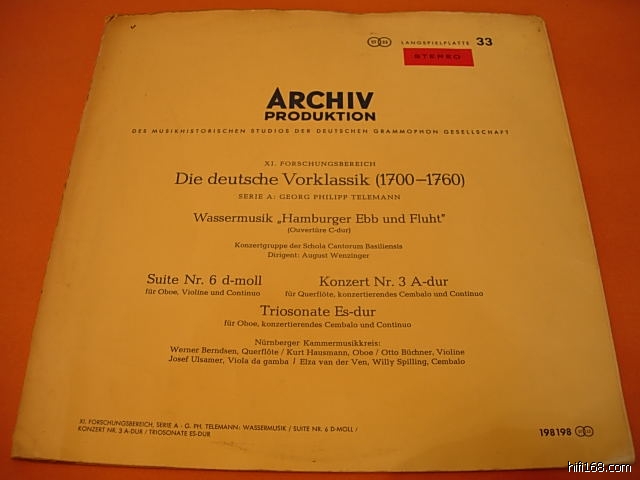 LANGSPIELPLATTE 33
STEREO
ARCHIV
PRODUKTION
DES MUSIKHISTORISCHEN STUDIOS DER DEUTSCHEN GRAMMOPHON GESELLSCHAFT
XI. FORSCHUNGSBEREICH
Die deutsche Vorklassik (1700–1760)
SERIE A: GEORG PHILIPP TELEMANN
Wassermusik „Hamburger Ebb und Fluht"
(Ouvertüre C-dur)
Konzertgruppe der Schola Cantorum Basiliensis
Dirigent: August Wenzinger
Suite Nr. 6 d-moll Konzert Nr. 3 A-dur
für Oboe, Violine und Continuo für Querflöte, konzertierendes Cembalo und Continuo
Triosonate Es-dur
für Oboe, konzertierendes Cembalo und Continuo
Nürnberger Kammermusikkreis:
Werner Berndsen, Querflöte / Kurt Hausmann, Oboe / Otto Büchner, Violine
Josef Ulsamer, Viola da gamba / Elza van der Ven, Willy Spilling, Cembalo
XI. FORSCHUNGSBEREICH, SERIE A - G. PH. TELEMANN: WASSERMUSIK / SUITE NR. 6 D-MOLL /
KONZERT NR. 3 A-DUR / TRIOSONATE ES-DUR
198198
hifi168.com